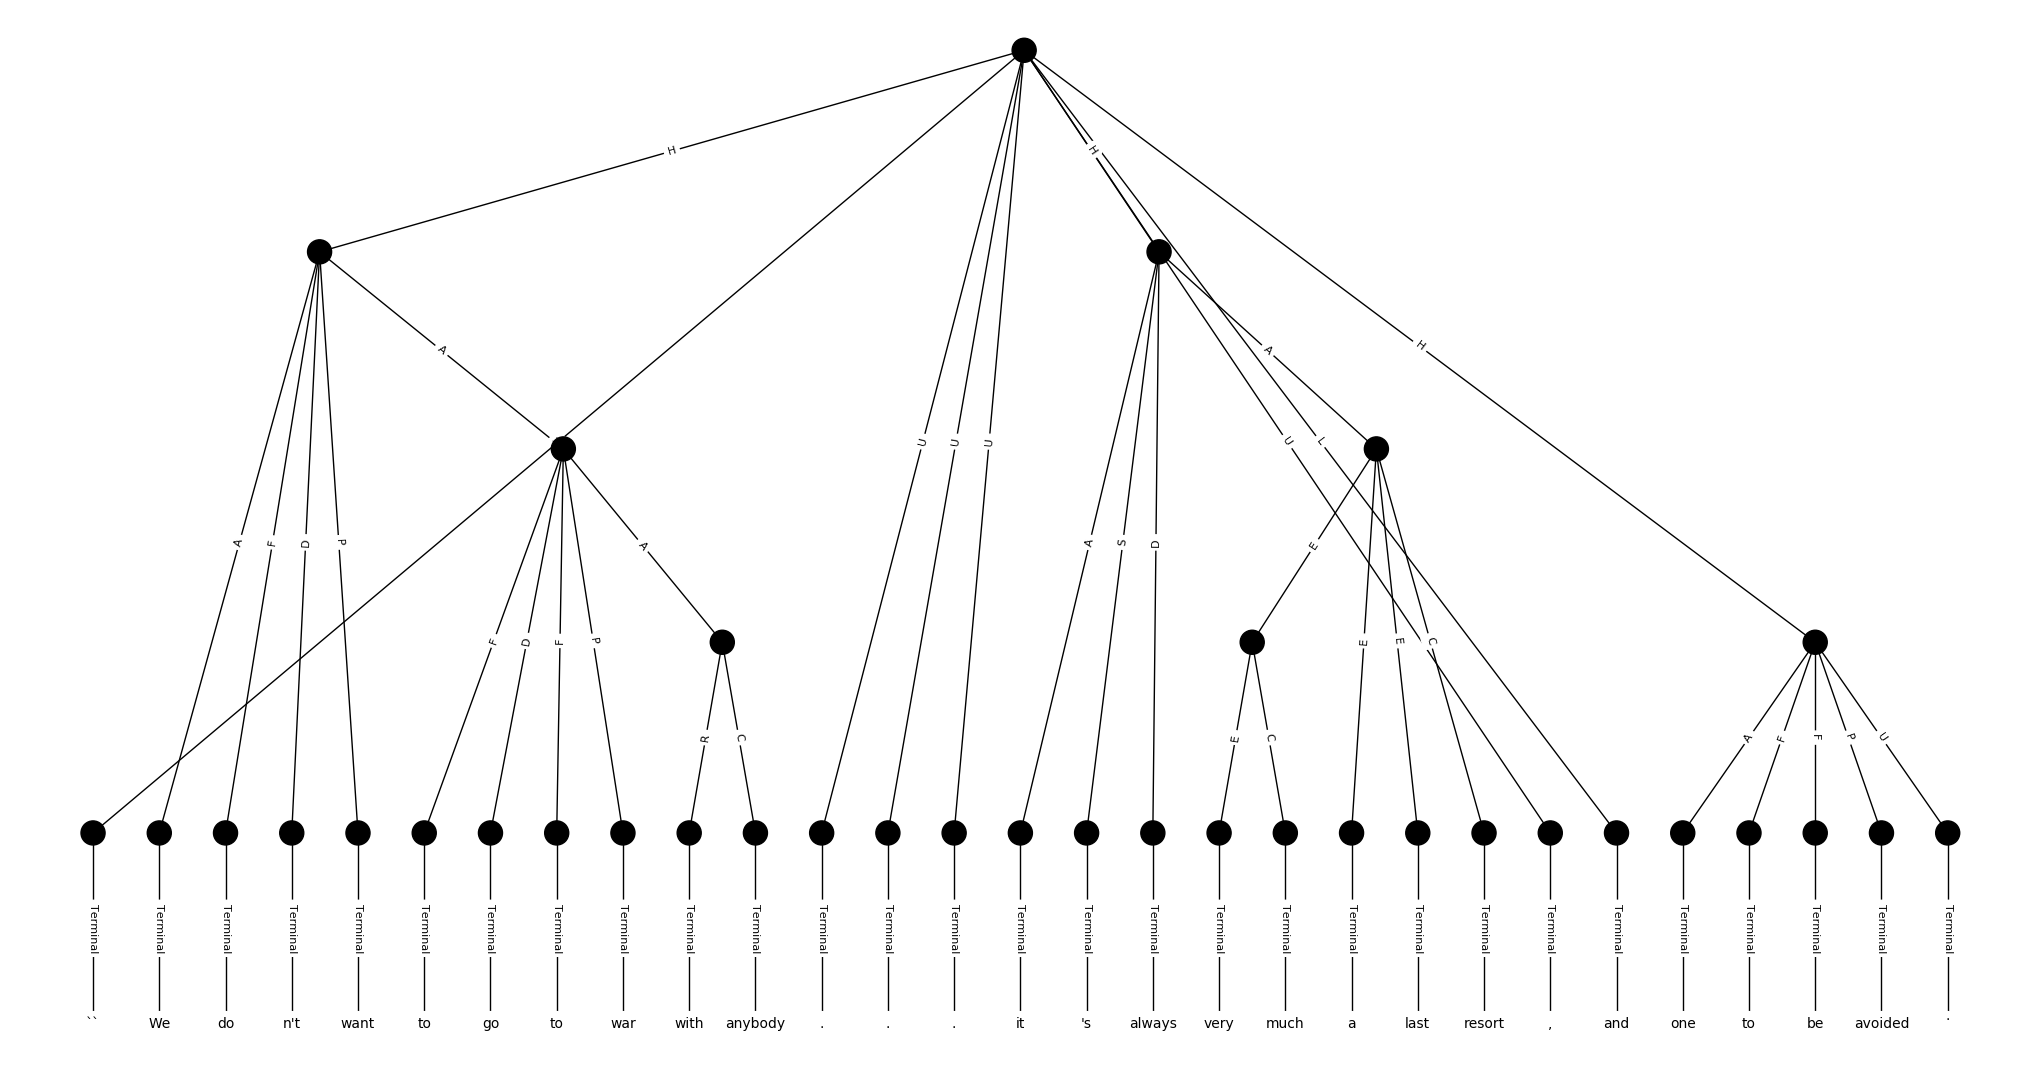 H
H
A
A
H
U
U
U
U
L
A
F
D
P
A
A
S
D
E
F
D
F
P
E
E
C
R
C
E
C
A
F
F
P
U
Terminal Terminal Terminal Terminal Terminal Terminal Terminal Terminal Terminal Terminal Terminal Terminal Terminal Terminal Terminal Terminal Terminal Terminal Terminal Terminal Terminal Terminal Terminal Terminal Terminal Terminal Terminal Terminal Terminal
`` We do n't want to go to war with anybody . . . it 's always very much a last resort , and one to be avoided .